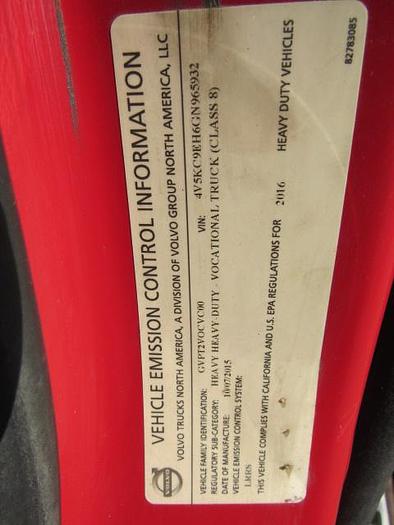 VEHICLE EMISSION CONTROL INFORMATION
VOLVO TRUCKS NORTH AMERICA, A DIVISION OF VOLVO GROUP NORTH AMERICA, LLC
VEHICLE FAMILY IDENTIFICATION: GVPT2VOCVC00 VIN: 4V5KC9EH6GN965932
REGULATORY SUB-CATEGORY: HEAVY HEAVY-DUTY - VOCATIONAL TRUCK (CLASS 8)
DATE OF MANUFACTURE: 10/07/2015
VEHICLE EMISSION CONTROL SYSTEM:
LRRS
THIS VEHICLE COMPLIES WITH CALIFORNIA AND U.S. EPA REGULATIONS FOR 2016 HEAVY DUTY VEHICLES
82783085
VOLVO